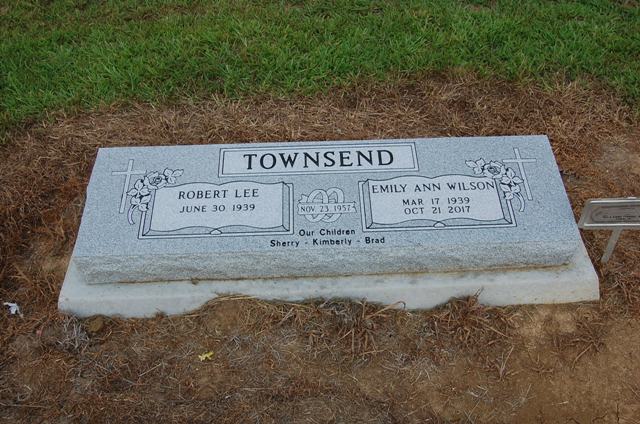 TOWNSEND
ROBERT LEE
JUNE 30 1939
NOV. 23, 1957
EMILY ANN WILSON
MAR 17 1939
OCT 21 2017
Our Children
Sherry - Kimberly - Brad